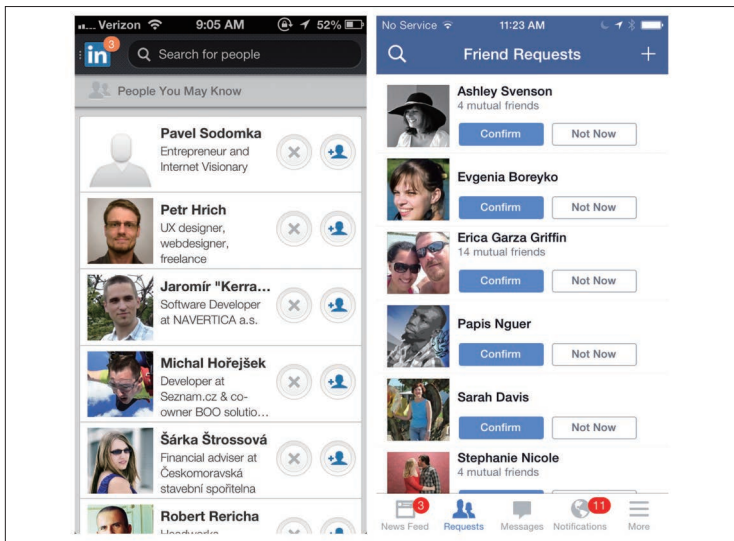 Verizon 9:05 AM 52%
in 3 Search for people
People You May Know
Pavel Sodomka
Entrepreneur and
Internet Visionary
Petr Hrich
UX designer,
webdesigner,
freelance
Jaromír "Kerra...
Software Developer
at NAVERTICA a.s.
Michal Hořejšek
Developer at
Seznam.cz & co-
owner BOO solutio...
Šárka Štrossová
Financial adviser at
Českomoravská
stavební spořitelna
Robert Rericha
No Service 11:23 AM
Friend Requests
Ashley Svenson
4 mutual friends
Confirm Not Now
Evgenia Boreyko
Confirm Not Now
Erica Garza Griffin
14 mutual friends
Confirm Not Now
Papis Nguer
Confirm Not Now
Sarah Davis
Confirm Not Now
Stephanie Nicole
4 mutual friends
3 11
News Feed Requests Messages Notifications More